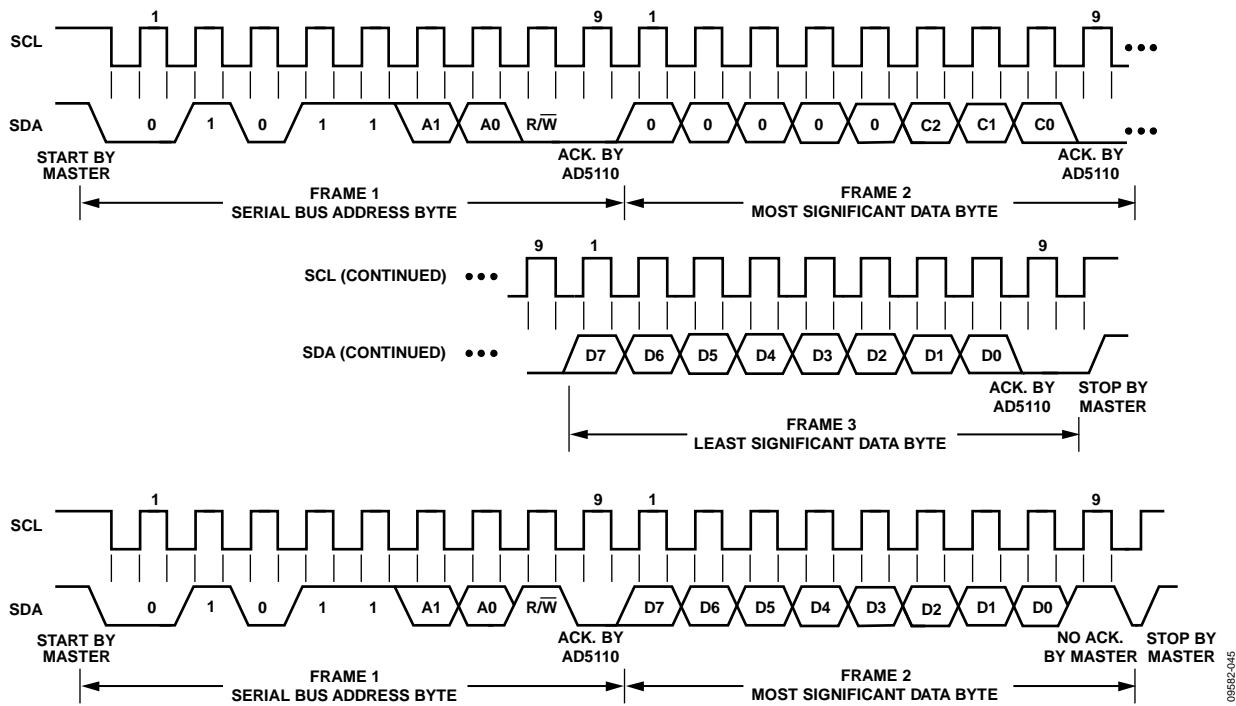 1 9 1 9
SCL
SDA 0 1 0 1 1 A1 A0 R/W̅ 0 0 0 0 0 C2 C1 C0
START BY MASTER
ACK. BY AD5110
ACK. BY AD5110
FRAME 1
SERIAL BUS ADDRESS BYTE
FRAME 2
MOST SIGNIFICANT DATA BYTE
9 1 9
SCL (CONTINUED)
SDA (CONTINUED) D7 D6 D5 D4 D3 D2 D1 D0
ACK. BY AD5110
STOP BY MASTER
FRAME 3
LEAST SIGNIFICANT DATA BYTE
1 9 1 9
SCL
SDA 0 1 0 1 1 A1 A0 R/W̅ D7 D6 D5 D4 D3 D2 D1 D0
START BY MASTER
ACK. BY AD5110
NO ACK. BY MASTER
STOP BY MASTER
FRAME 1
SERIAL BUS ADDRESS BYTE
FRAME 2
MOST SIGNIFICANT DATA BYTE
09582-045